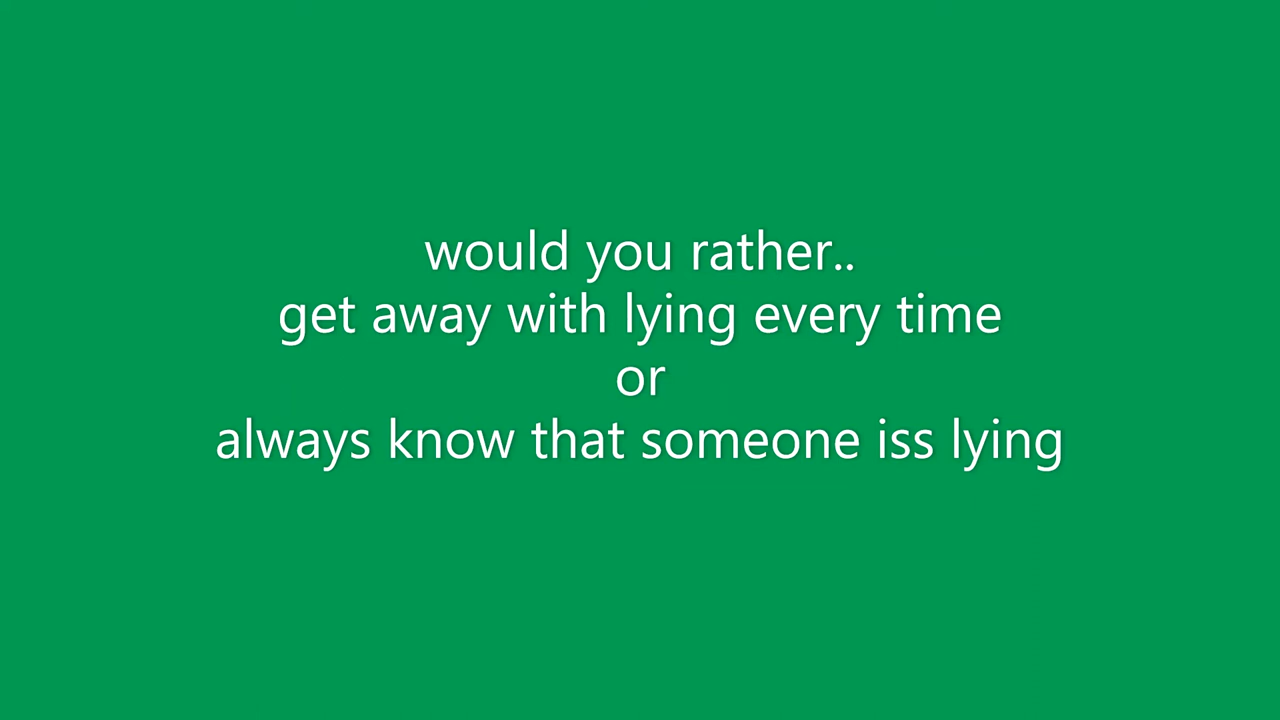 would you rather..
get away with lying every time
or
always know that someone iss lying